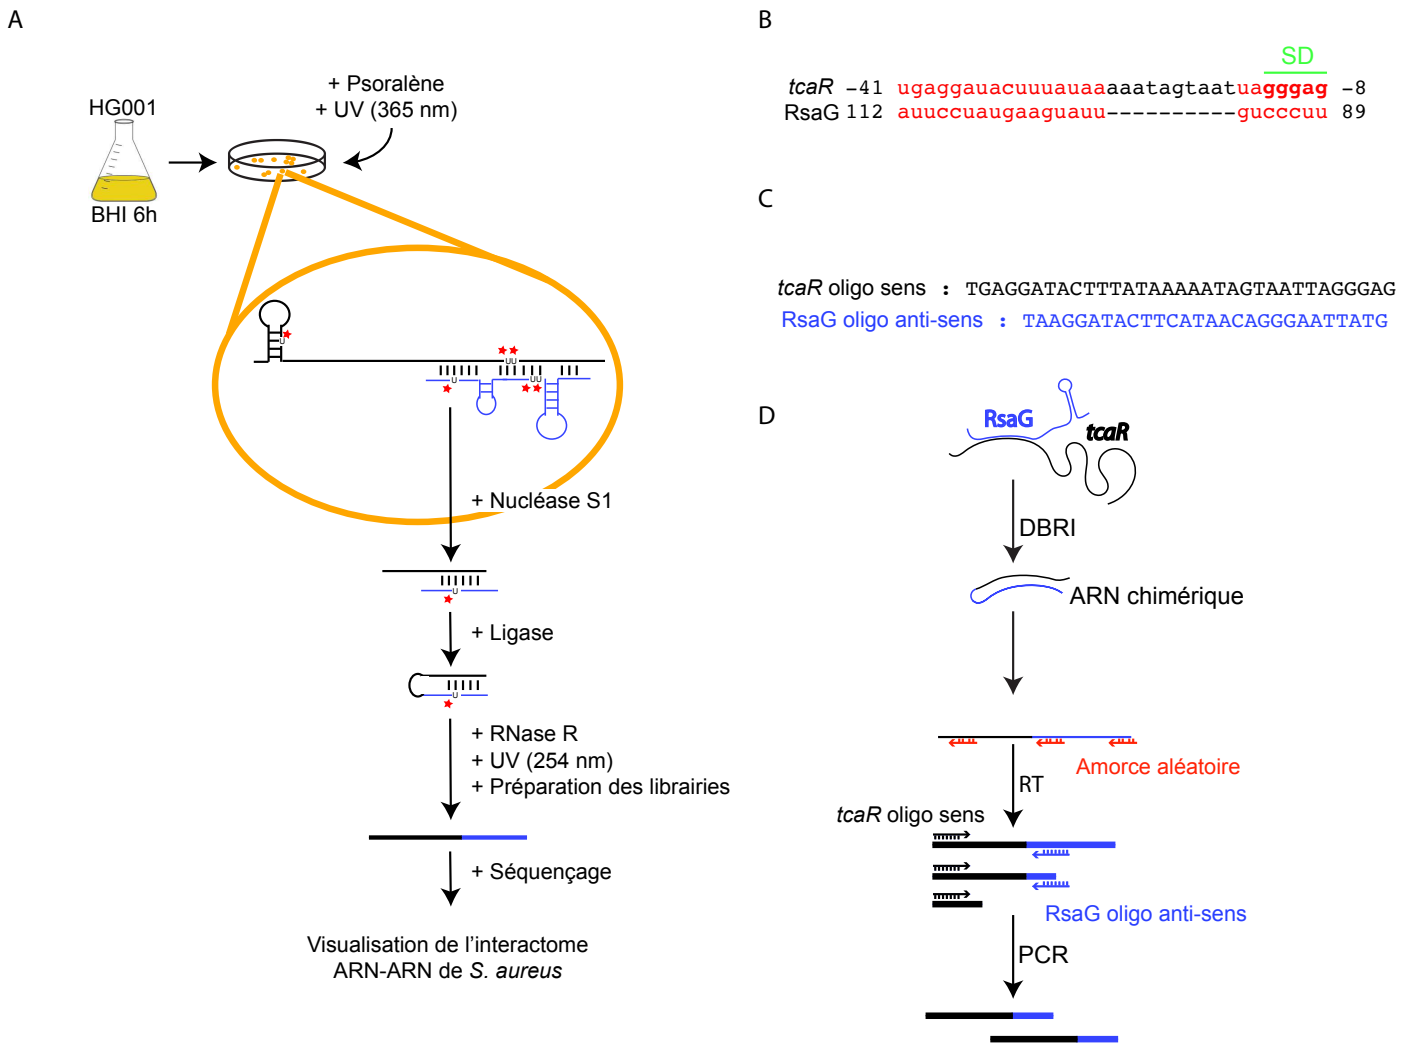 A
HG001
BHI 6h
+ Psoralène
+ UV (365 nm)
U
UU
U
UU
+ Nucléase S1
U
+ Ligase
U
+ RNase R
+ UV (254 nm)
+ Préparation des librairies
+ Séquençage
Visualisation de l'interactome
ARN-ARN de S. aureus
B
SD
tcaR -41 ugaggauacuuuauaaaaatagtaatuagggag -8
RsaG 112 auuccuaugaaguauu----------gucccuu 89
C
tcaR oligo sens : TGAGGATACTTTATAAAAATAGTAATTAGGGAG
RsaG oligo anti-sens : TAAGGATACTTCATAACAGGGAATTATG
D
RsaG
tcaR
DBRI
ARN chimérique
Amorce aléatoire
RT
tcaR oligo sens
RsaG oligo anti-sens
PCR